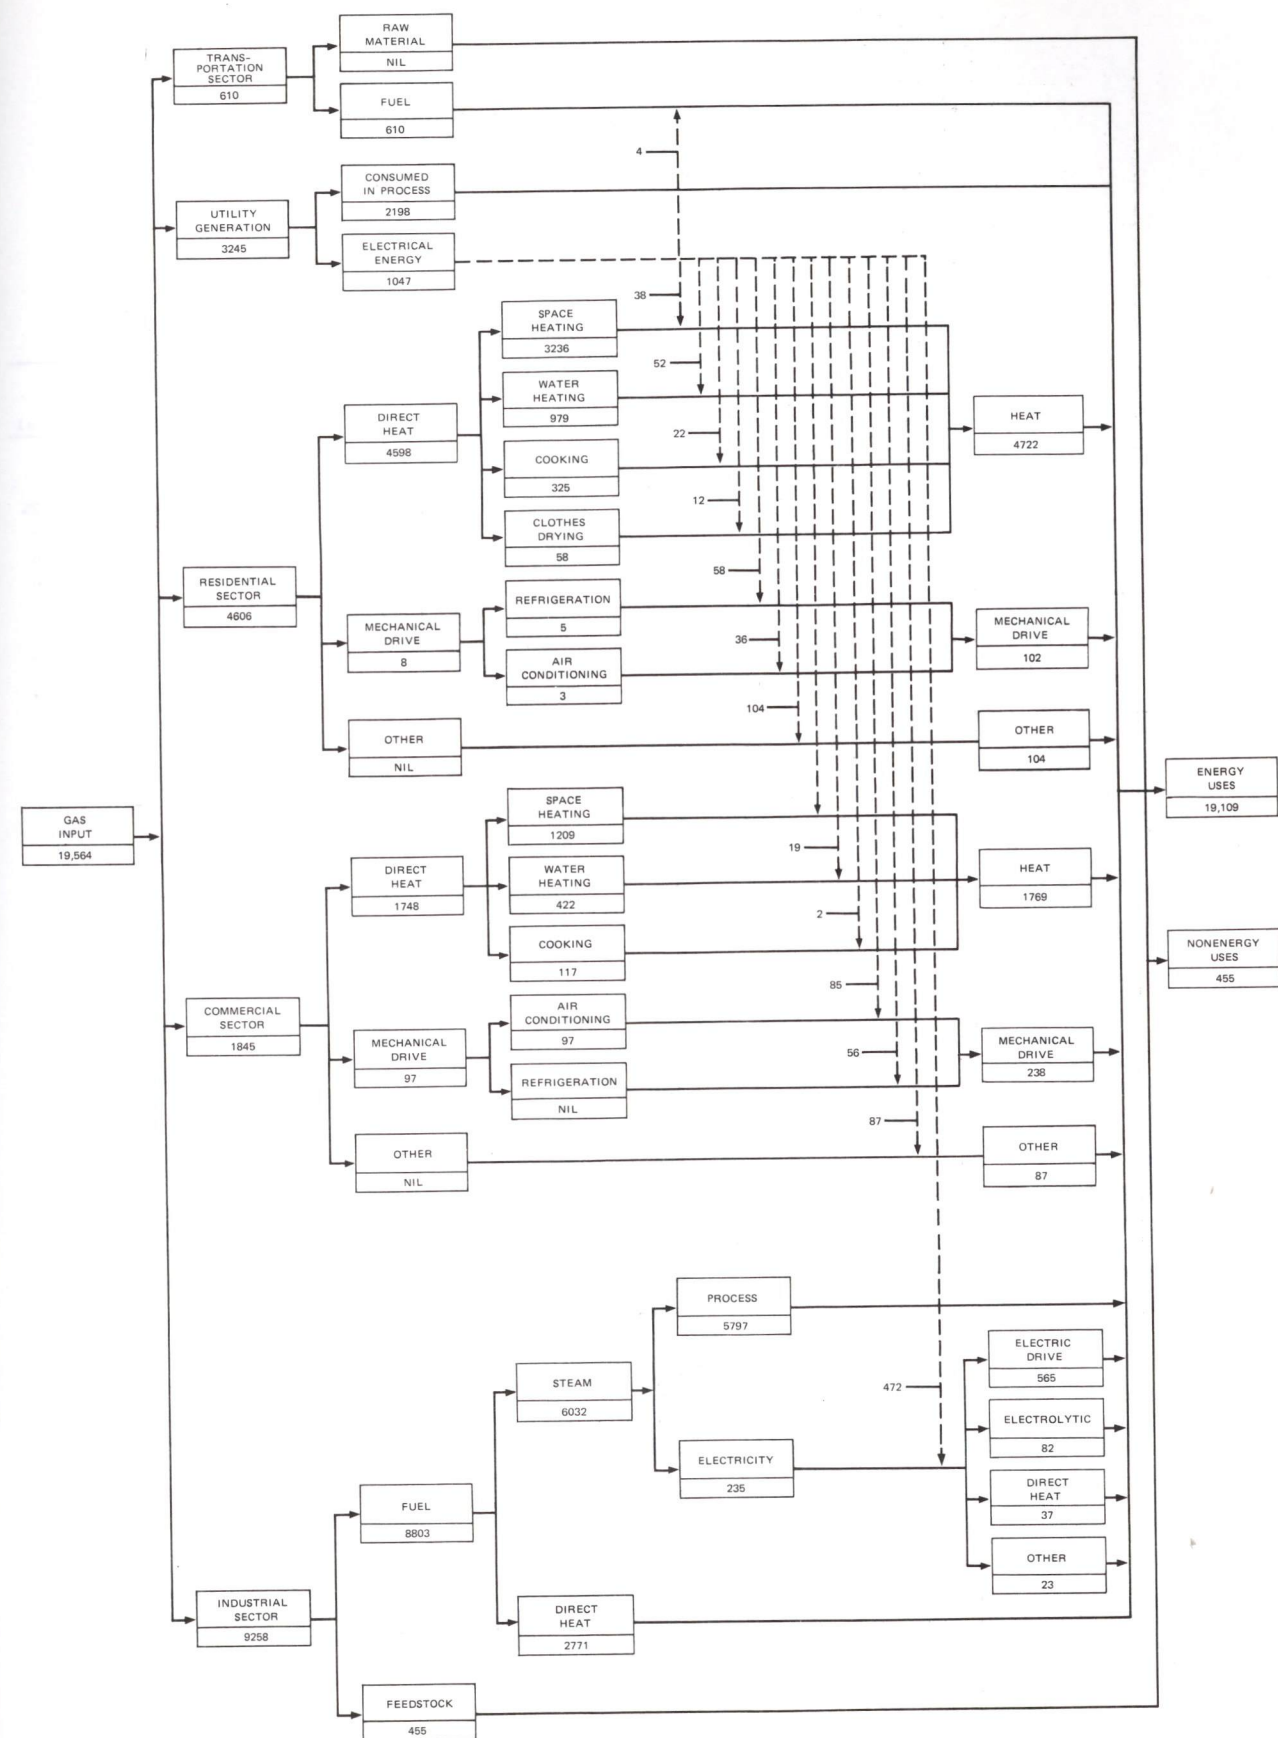 GAS
INPUT
19,564
TRANS-
PORTATION
SECTOR
610
RAW
MATERIAL
NIL
FUEL
610
4
UTILITY
GENERATION
3245
CONSUMED
IN PROCESS
2198
ELECTRICAL
ENERGY
1047
RESIDENTIAL
SECTOR
4606
DIRECT
HEAT
4598
SPACE
HEATING
3236
38
WATER
HEATING
979
52
COOKING
325
22
CLOTHES
DRYING
58
12
HEAT
4722
MECHANICAL
DRIVE
8
REFRIGERATION
5
58
AIR
CONDITIONING
3
36
MECHANICAL
DRIVE
102
OTHER
NIL
104
OTHER
104
COMMERCIAL
SECTOR
1845
DIRECT
HEAT
1748
SPACE
HEATING
1209
WATER
HEATING
422
19
COOKING
117
2
HEAT
1769
MECHANICAL
DRIVE
97
AIR
CONDITIONING
97
85
REFRIGERATION
NIL
56
MECHANICAL
DRIVE
238
OTHER
NIL
87
OTHER
87
INDUSTRIAL
SECTOR
9258
FUEL
8803
STEAM
6032
PROCESS
5797
ELECTRICITY
235
472
ELECTRIC
DRIVE
565
ELECTROLYTIC
82
DIRECT
HEAT
37
OTHER
23
DIRECT
HEAT
2771
FEEDSTOCK
455
ENERGY
USES
19,109
NONENERGY
USES
455